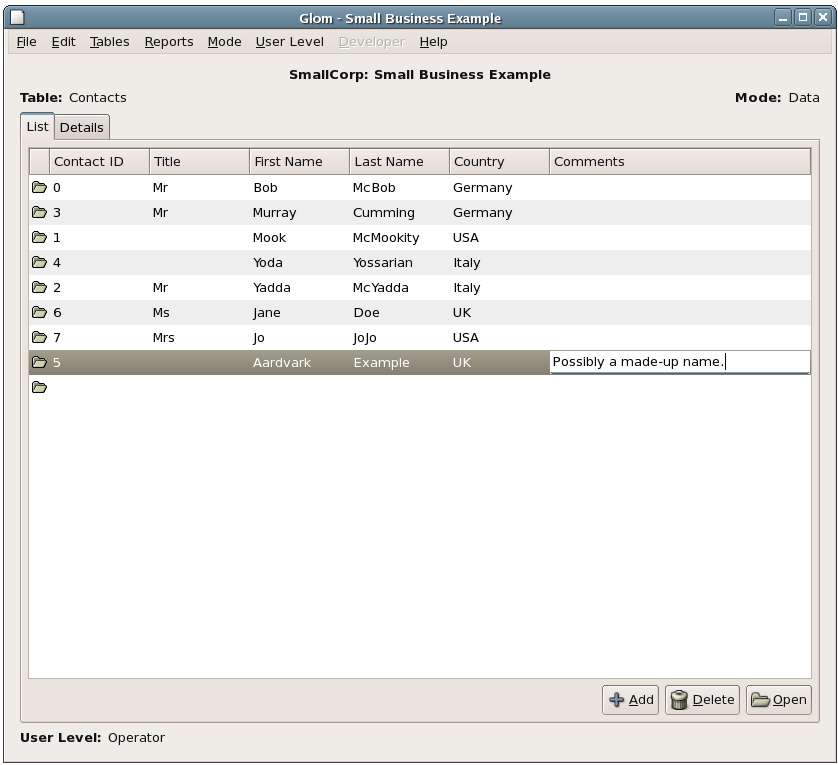 Glom - Small Business Example
File Edit Tables Reports Mode User Level Developer Help
SmallCorp: Small Business Example
Table: Contacts Mode: Data
List Details
Contact ID Title First Name Last Name Country Comments
0 Mr Bob McBob Germany
3 Mr Murray Cumming Germany
1 Mook McMookity USA
4 Yoda Yossarian Italy
2 Mr Yadda McYadda Italy
6 Ms Jane Doe UK
7 Mrs Jo JoJo USA
5 Aardvark Example UK Possibly a made-up name.
Add Delete Open
User Level: Operator